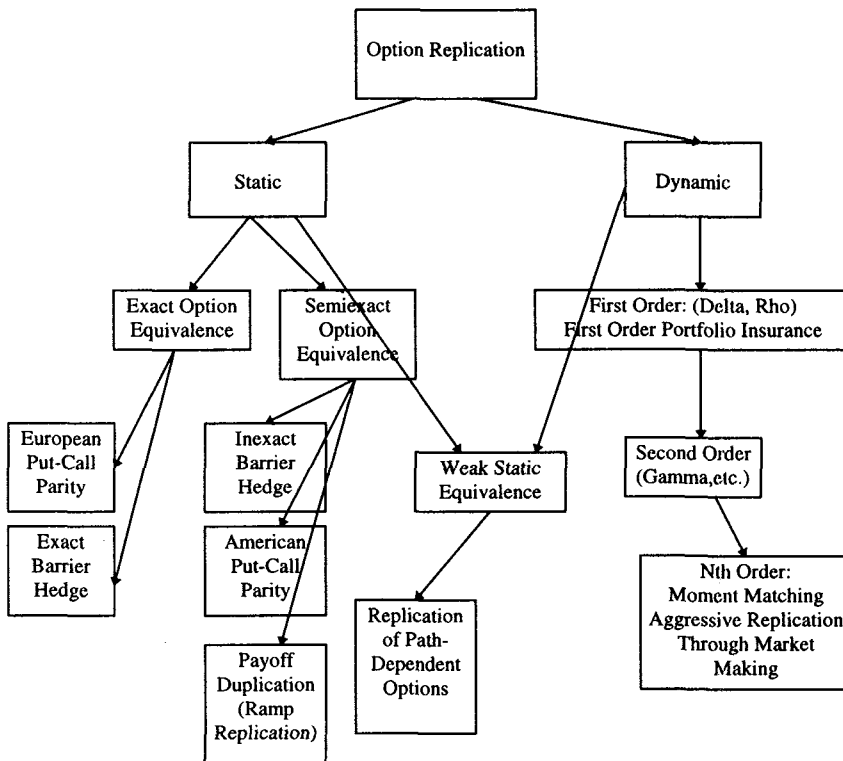 Option Replication
Static
Dynamic
Exact Option
Equivalence
Semiexact
Option
Equivalence
First Order: (Delta, Rho)
First Order Portfolio Insurance
European
Put-Call
Parity
Inexact
Barrier
Hedge
Weak Static
Equivalence
Second Order
(Gamma,etc.)
Exact
Barrier
Hedge
American
Put-Call
Parity
Replication
of Path-
Dependent
Options
Nth Order:
Moment Matching
Aggressive Replication
Through Market
Making
Payoff
Duplication
(Ramp
Replication)